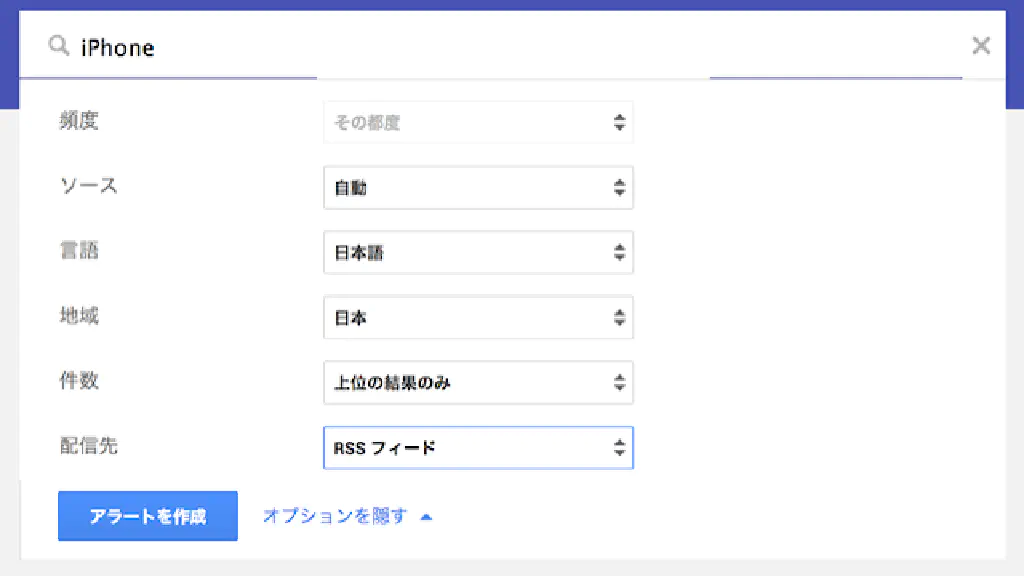 iPhone
頻度 その都度
ソース 自動
言語 日本語
地域 日本
件数 上位の結果のみ
配信先 RSS フィード
アラートを作成 オプションを隠す